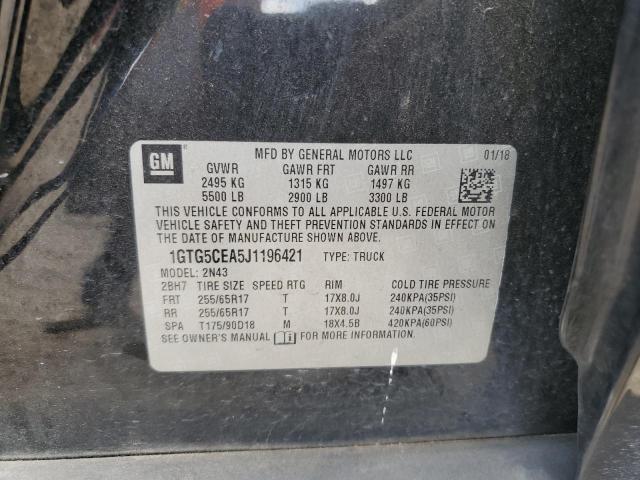 GM
MFD BY GENERAL MOTORS LLC 01/18
GVWR GAWR FRT GAWR RR
2495 KG 1315 KG 1497 KG
5500 LB 2900 LB 3300 LB
THIS VEHICLE CONFORMS TO ALL APPLICABLE U.S. FEDERAL MOTOR
VEHICLE SAFETY AND THEFT PREVENTION STANDARDS IN EFFECT ON
THE DATE OF MANUFACTURE SHOWN ABOVE.
1GTG5CEA5J1196421 TYPE: TRUCK
MODEL: 2N43
2BH7 TIRE SIZE SPEED RTG RIM COLD TIRE PRESSURE
FRT 255/65R17 T 17X8.0J 240KPA(35PSI)
RR 255/65R17 T 17X8.0J 240KPA(35PSI)
SPA T175/90D18 M 18X4.5B 420KPA(60PSI)
SEE OWNER'S MANUAL FOR MORE INFORMATION